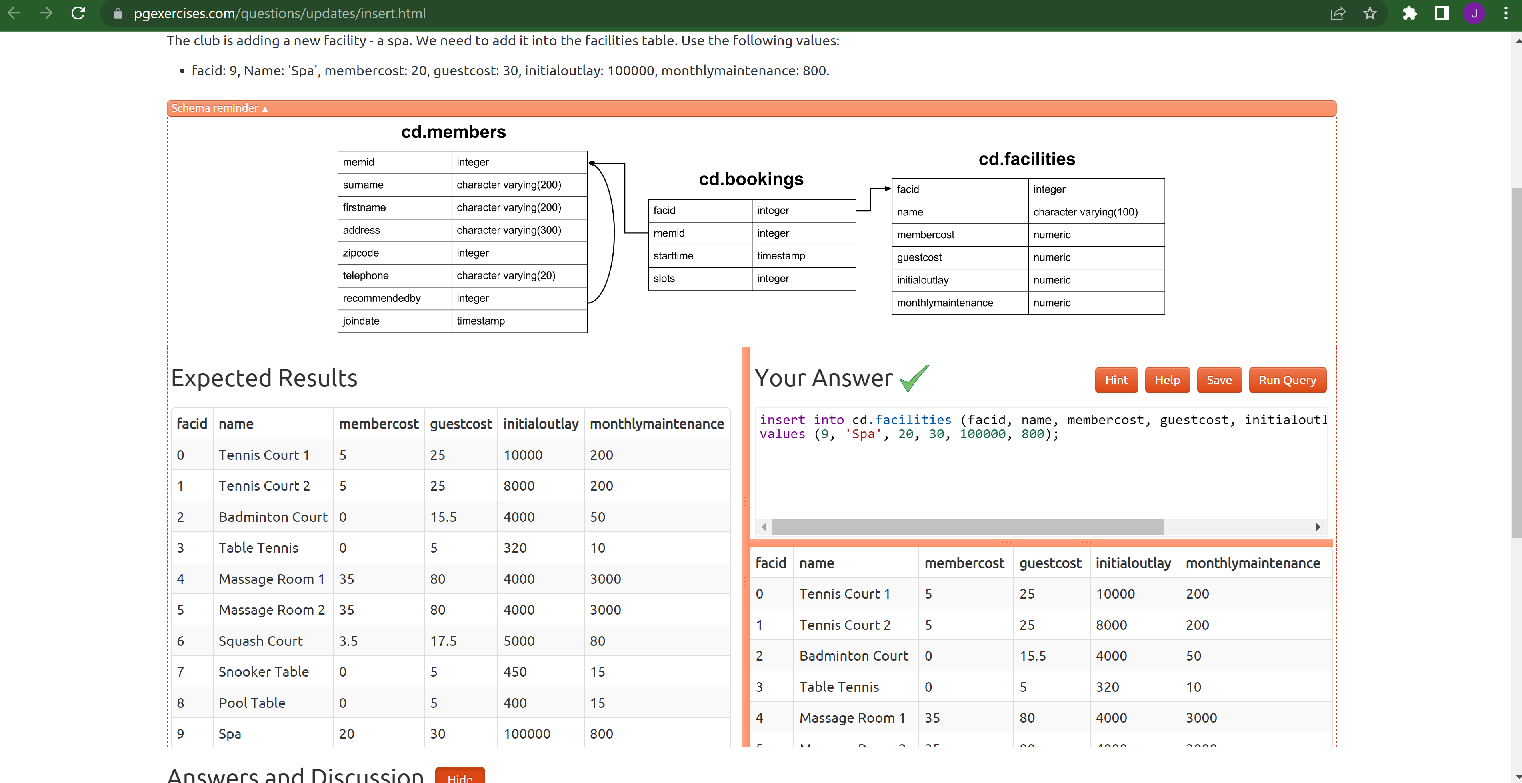 pgexercises.com/questions/updates/insert.html
J
The club is adding a new facility - a spa. We need to add it into the facilities table. Use the following values:
• facid: 9, Name: 'Spa', membercost: 20, guestcost: 30, initialoutlay: 100000, monthlymaintenance: 800.
Schema reminder ▲
cd.members
memid integer
surname character varying(200)
firstname character varying(200)
address character varying(300)
zipcode integer
telephone character varying(20)
recommendedby integer
joindate timestamp
cd.bookings
facid integer
memid integer
starttime timestamp
slots integer
cd.facilities
facid integer
name character varying(100)
membercost numeric
guestcost numeric
initialoutlay numeric
monthlymaintenance numeric
Expected Results
facid name membercost guestcost initialoutlay monthlymaintenance
0 Tennis Court 1 5 25 10000 200
1 Tennis Court 2 5 25 8000 200
2 Badminton Court 0 15.5 4000 50
3 Table Tennis 0 5 320 10
4 Massage Room 1 35 80 4000 3000
5 Massage Room 2 35 80 4000 3000
6 Squash Court 3.5 17.5 5000 80
7 Snooker Table 0 5 450 15
8 Pool Table 0 5 400 15
9 Spa 20 30 100000 800
Your Answer
Hint Help Save Run Query
insert into cd.facilities (facid, name, membercost, guestcost, initialoutl
values (9, 'Spa', 20, 30, 100000, 800);
facid name membercost guestcost initialoutlay monthlymaintenance
0 Tennis Court 1 5 25 10000 200
1 Tennis Court 2 5 25 8000 200
2 Badminton Court 0 15.5 4000 50
3 Table Tennis 0 5 320 10
4 Massage Room 1 35 80 4000 3000
Answers and Discussion Hide